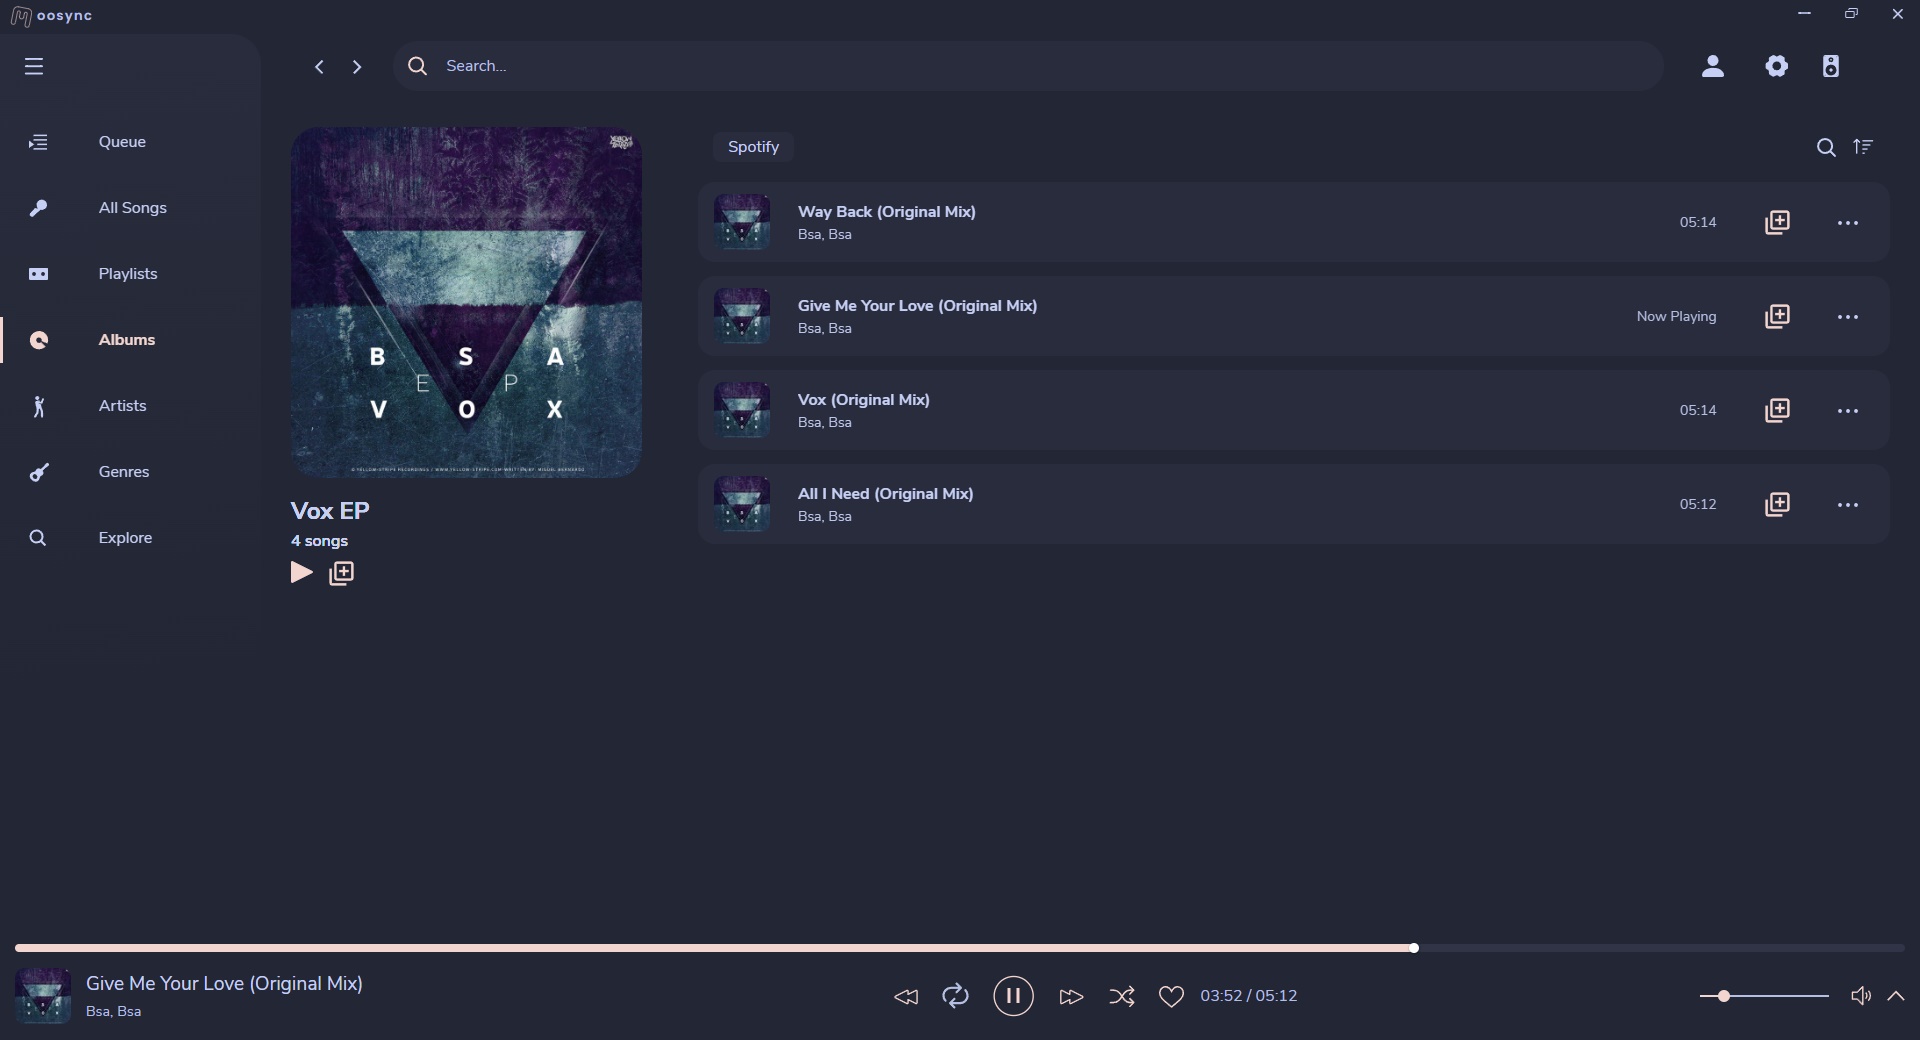 Moosync
Search...
Queue
All Songs
Playlists
Albums
Artists
Genres
Explore
B S A
E P
V O X
Vox EP
4 songs
Spotify
Way Back (Original Mix)
Bsa, Bsa
05:14
Give Me Your Love (Original Mix)
Bsa, Bsa
Now Playing
Vox (Original Mix)
Bsa, Bsa
05:14
All I Need (Original Mix)
Bsa, Bsa
05:12
Give Me Your Love (Original Mix)
Bsa, Bsa
03:52 / 05:12